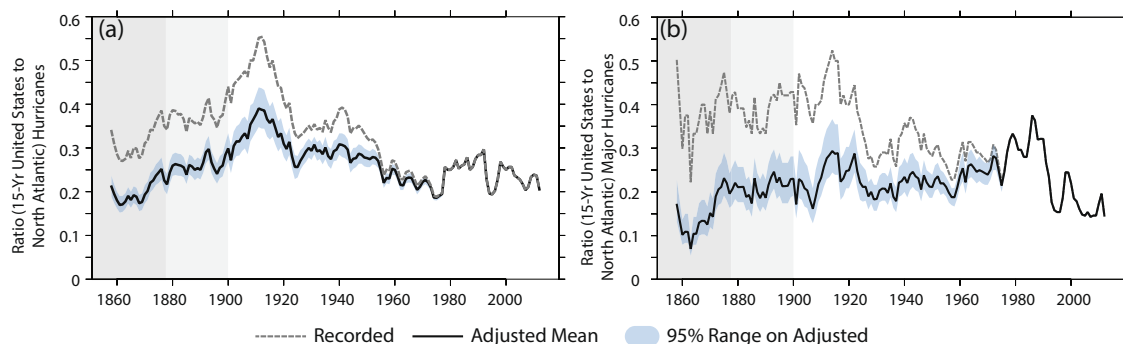 (a)
Ratio (15-Yr United States to
North Atlantic) Hurricanes
0.6
0.5
0.4
0.3
0.2
0.1
0
1860 1880 1900 1920 1940 1960 1980 2000
(b)
Ratio (15-Yr United States to
North Atlantic) Major Hurricanes
0.6
0.5
0.4
0.3
0.2
0.1
0
1860 1880 1900 1920 1940 1960 1980 2000
Recorded Adjusted Mean 95% Range on Adjusted